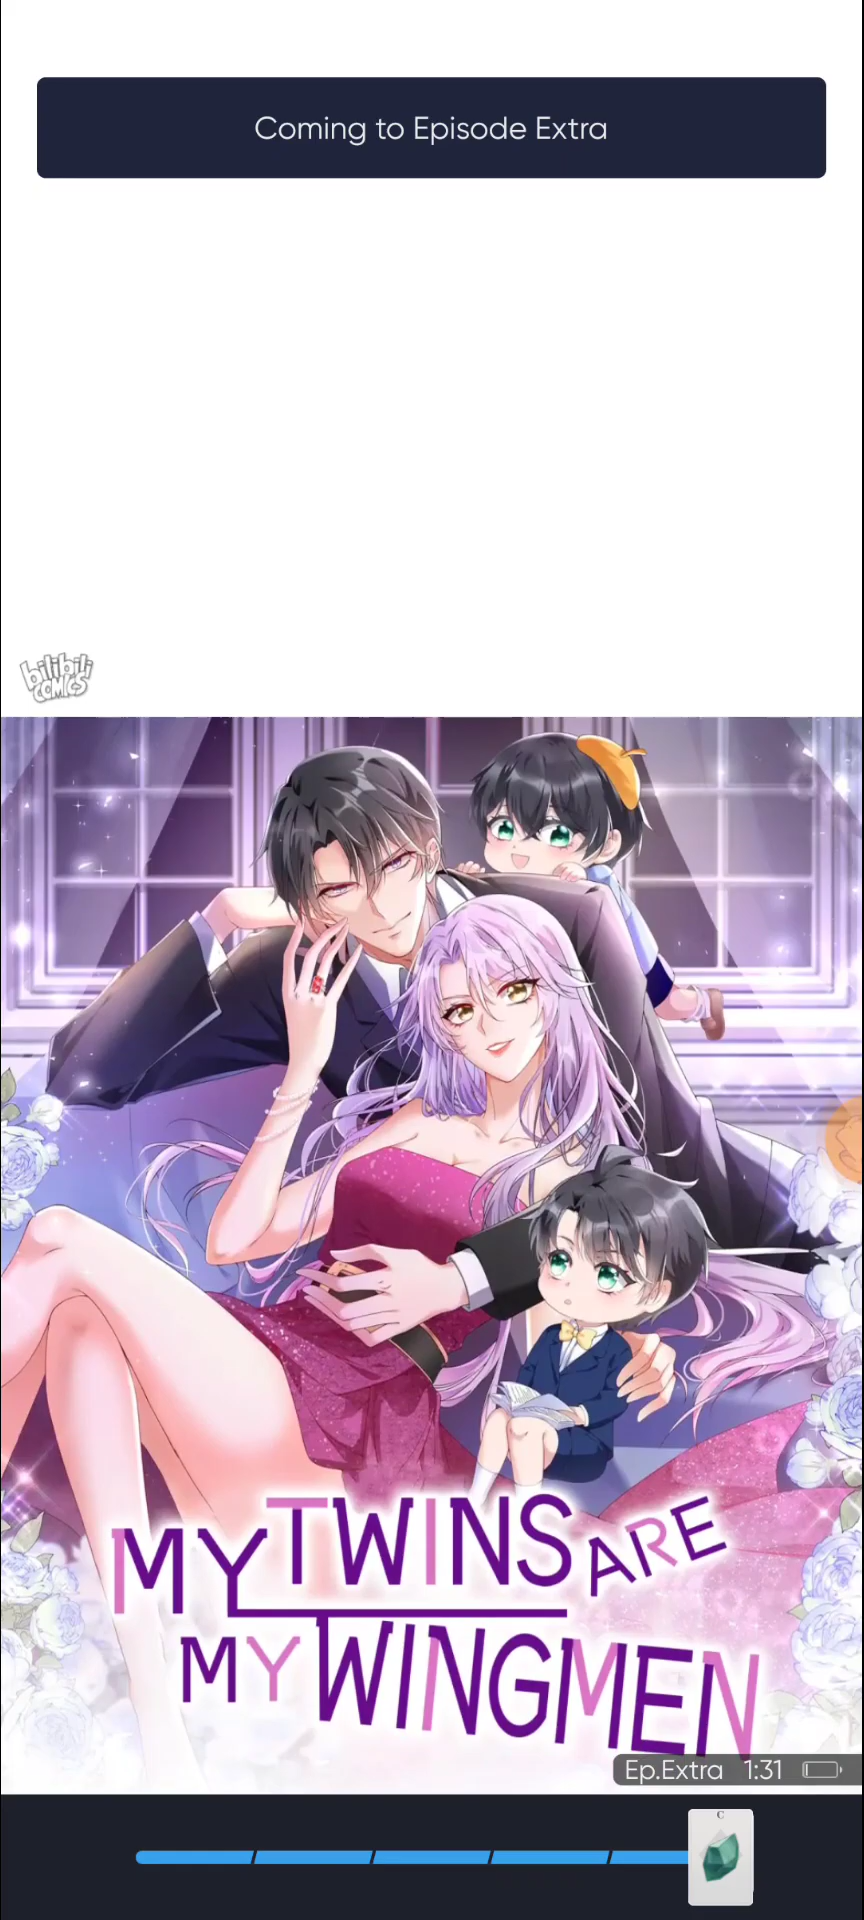 Coming to Episode Extra
bilibili
COMICS
MY TWINS ARE
MY WINGMEN
Ep.Extra 1:31
C